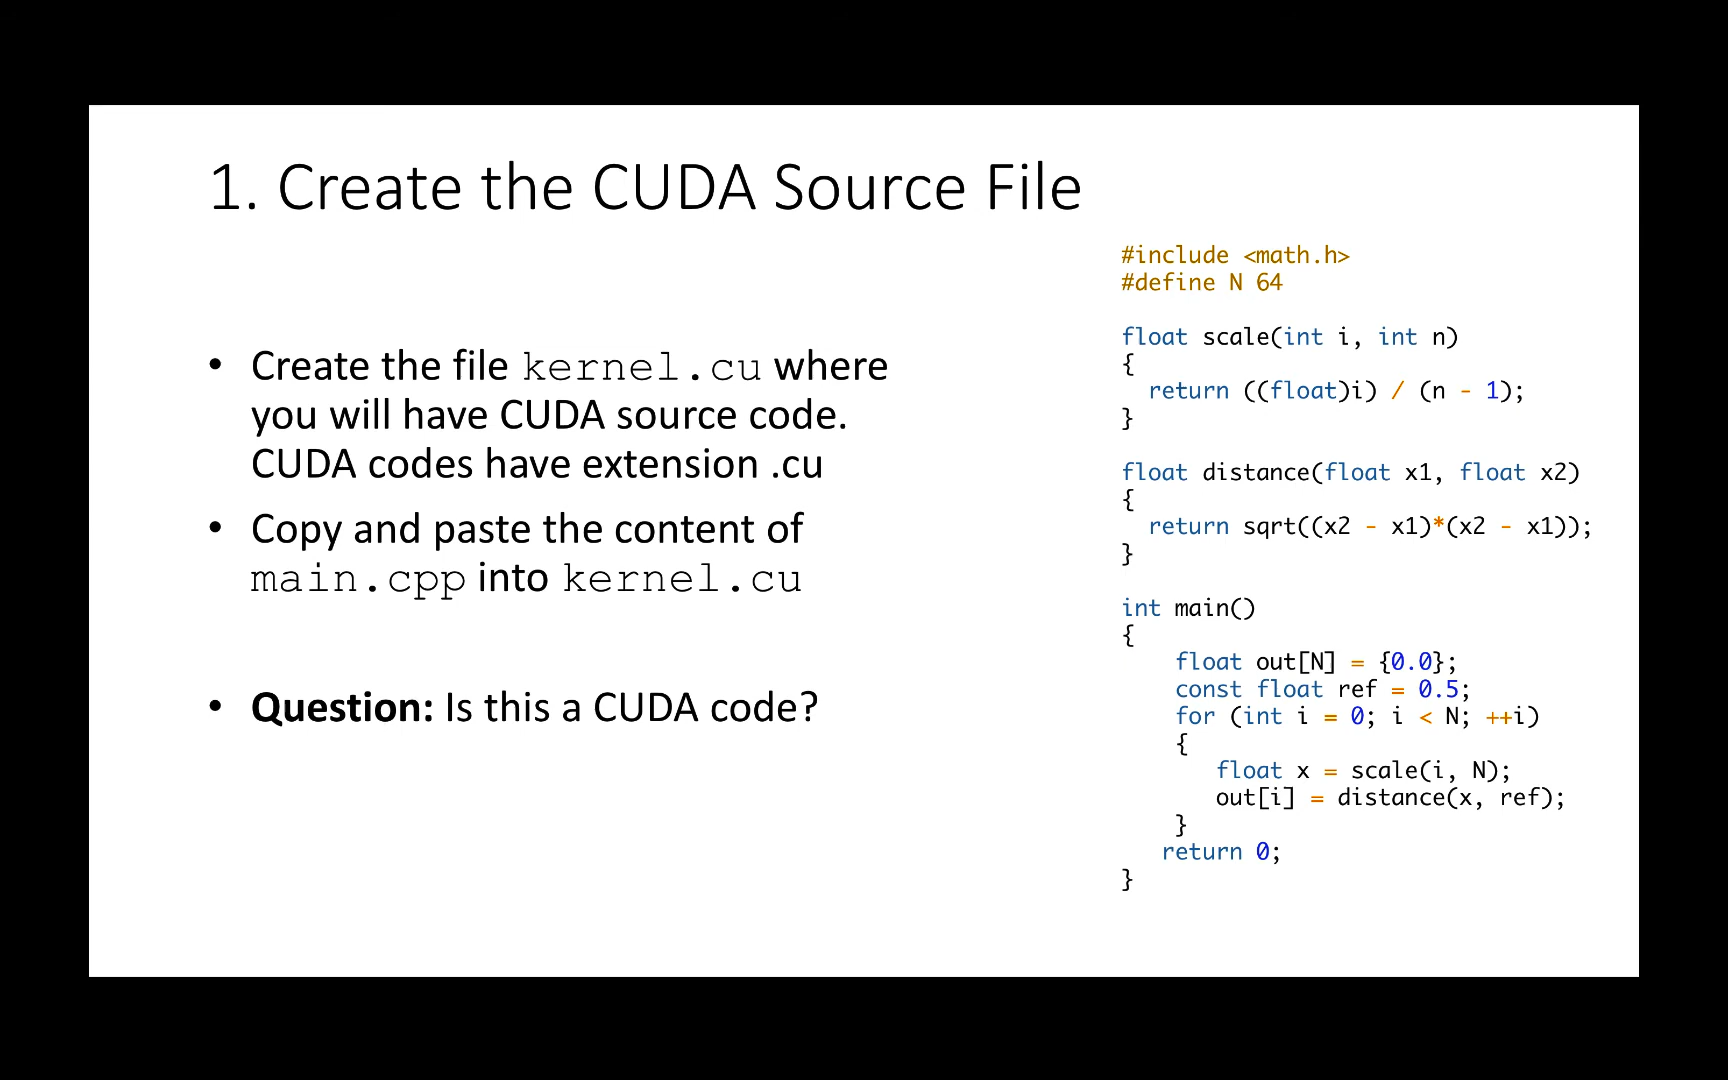 1. Create the CUDA Source File
• Create the file kernel.cu where
you will have CUDA source code.
CUDA codes have extension .cu
• Copy and paste the content of
main.cpp into kernel.cu
• Question: Is this a CUDA code?
#include <math.h>
#define N 64
float scale(int i, int n)
{
  return ((float)i) / (n - 1);
}
float distance(float x1, float x2)
{
  return sqrt((x2 - x1)*(x2 - x1));
}
int main()
{
    float out[N] = {0.0};
    const float ref = 0.5;
    for (int i = 0; i < N; ++i)
    {
       float x = scale(i, N);
       out[i] = distance(x, ref);
    }
   return 0;
}